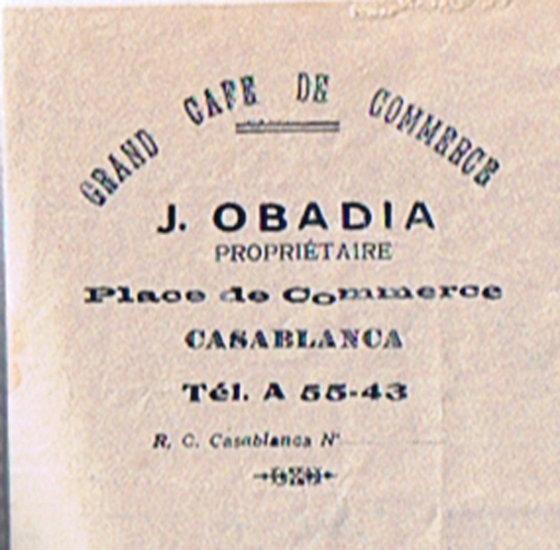 GRAND CAFE DE COMMERCE
J. OBADIA
PROPRIÉTAIRE
Place de Commerce
CASABLANCA
Tél. A 55-43
R. C. Casablanca N°